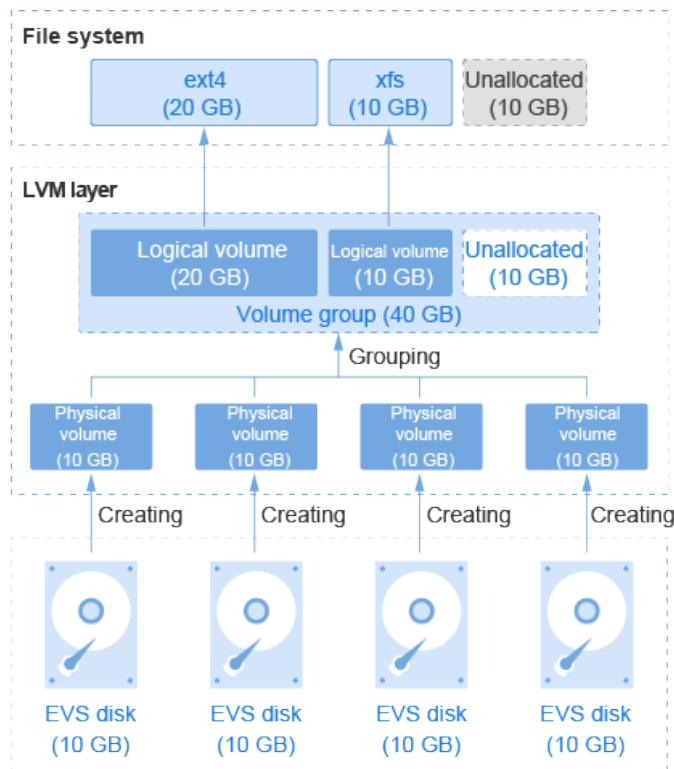 File system
ext4
(20 GB)
xfs
(10 GB)
Unallocated
(10 GB)
LVM layer
Logical volume
(20 GB)
Logical volume
(10 GB)
Unallocated
(10 GB)
Volume group (40 GB)
Grouping
Physical
volume
(10 GB)
Physical
volume
(10 GB)
Physical
volume
(10 GB)
Physical
volume
(10 GB)
Creating
Creating
Creating
Creating
EVS disk
(10 GB)
EVS disk
(10 GB)
EVS disk
(10 GB)
EVS disk
(10 GB)